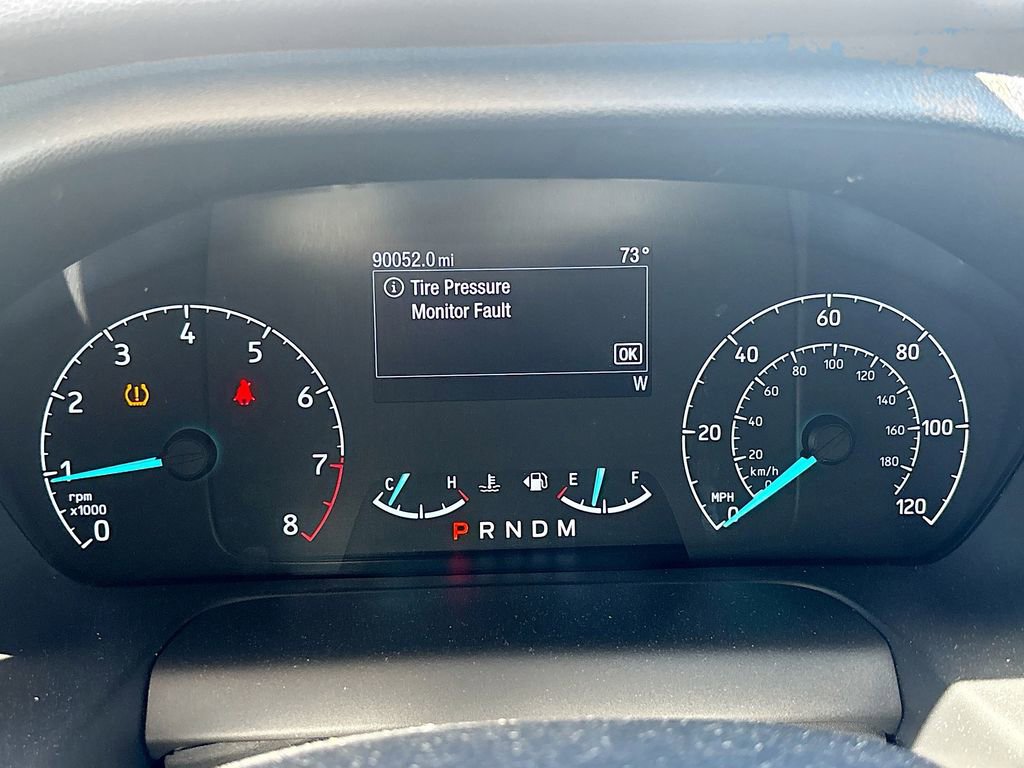 90052.0 mi 73°
Tire Pressure
Monitor Fault
OK
W
0 1 2 3 4 5 6 7 8
rpm
x1000
C H
E F
P R N D M
0 20 40 60 80 100 120
MPH
0 20 40 60 80 100 120 140 160 180
km/h